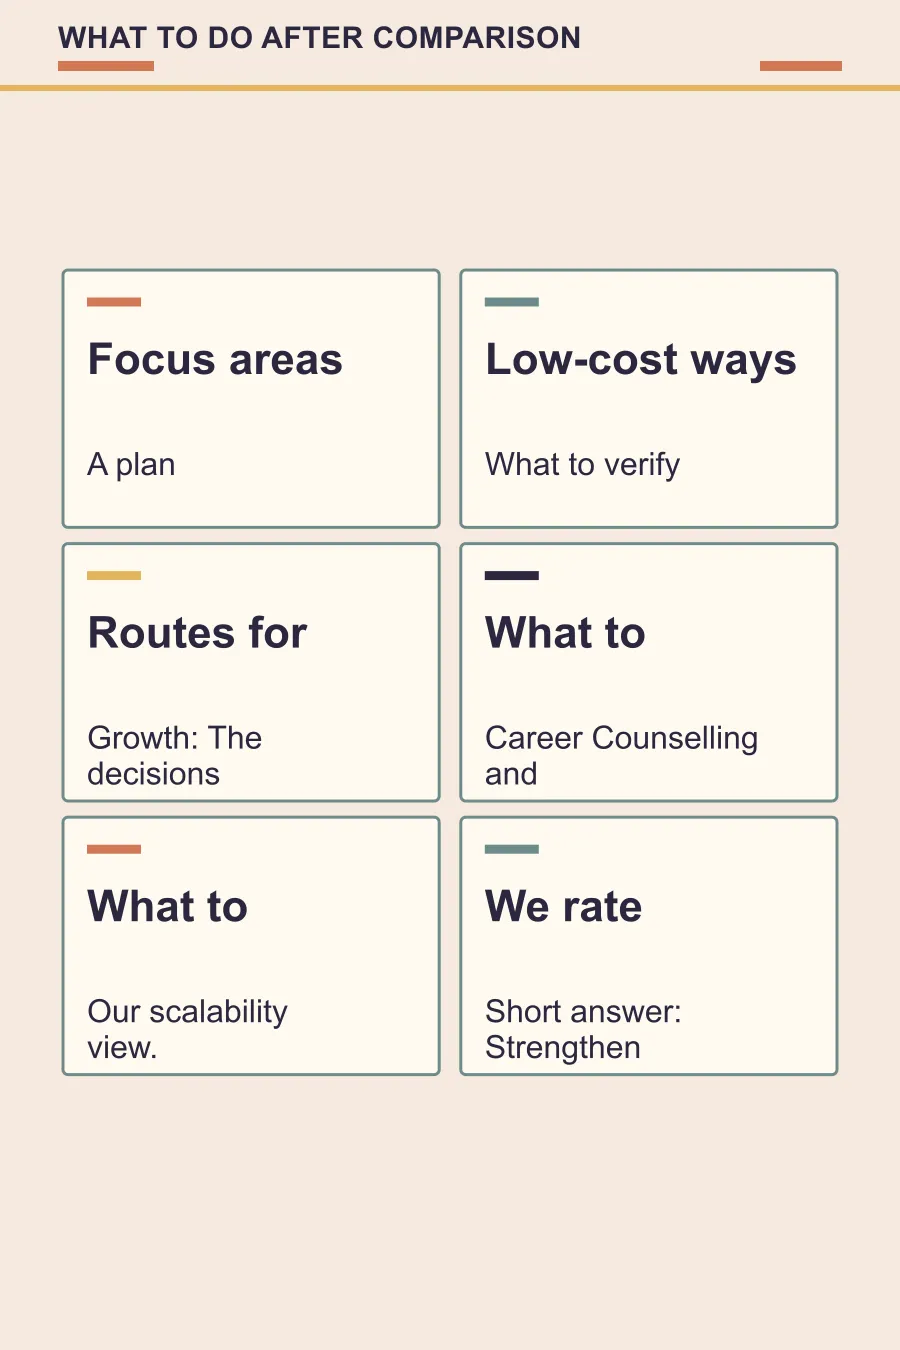 WHAT TO DO AFTER COMPARISON
Focus areas
A plan
Low-cost ways
What to verify
Routes for
Growth: The
decisions
What to
Career Counselling
and
What to
Our scalability
view.
We rate
Short answer:
Strengthen